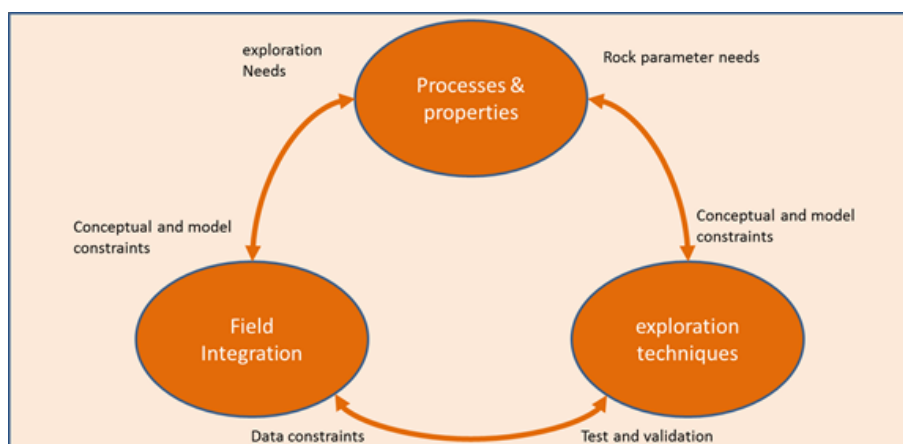 exploration
Needs
Rock parameter needs
Processes &
properties
Conceptual and model
constraints
Conceptual and model
constraints
Field
Integration
exploration
techniques
Data constraints
Test and validation